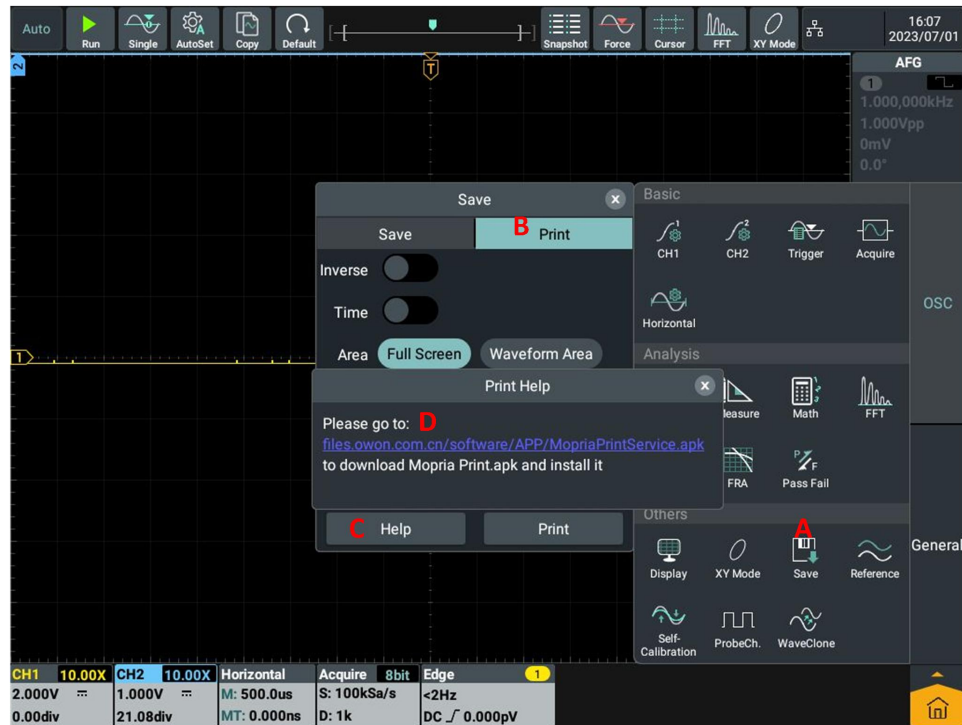 Auto
Run
Single
AutoSet
Copy
Default
Snapshot
Force
Cursor
FFT
XY Mode
16:07
2023/07/01
2
T
AFG
1
1.000,000kHz
1.000Vpp
0mV
0.0°
Save
x
B
Save
Print
Inverse
Time
Area
Full Screen
Waveform Area
Print Help
x
Please go to: D
files.owon.com.cn/software/APP/MopriaPrintService.apk
to download Mopria Print.apk and install it
C
Help
Print
Basic
1
2
CH1
CH2
Trigger
Acquire
Horizontal
OSC
Analysis
easure
Math
FFT
FRA
P F
Pass Fail
Others
A
General
Display
XY Mode
Save
Reference
Self-
Calibration
ProbeCh.
WaveClone
1
CH1 10.00X
2.000V
0.00div
CH2 10.00X
1.000V
21.08div
Horizontal
M: 500.0us
MT: 0.000ns
Acquire 8bit
S: 100kSa/s
D: 1k
Edge 1
<2Hz
DC 0.000pV